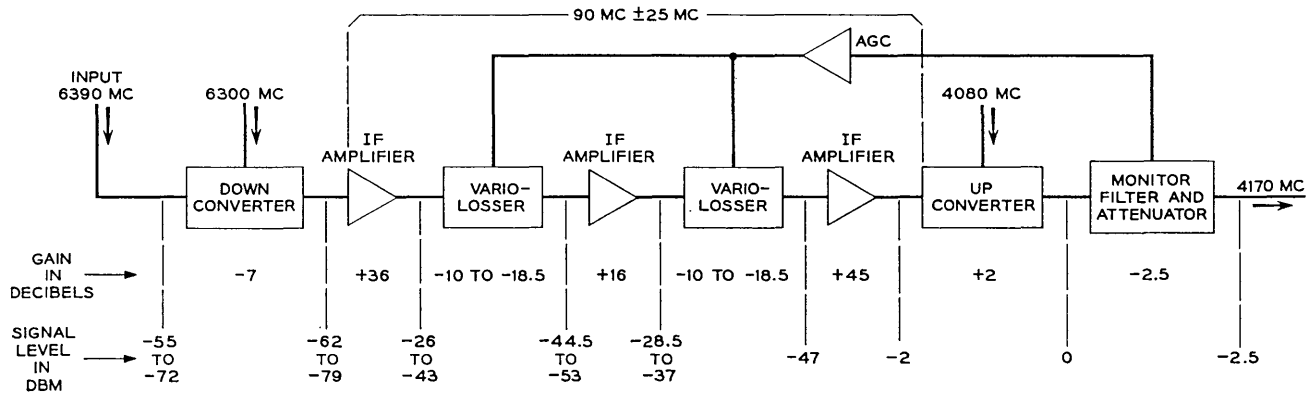 90 MC ±25 MC
AGC
INPUT
6390 MC
6300 MC
4080 MC
IF
AMPLIFIER
IF
AMPLIFIER
IF
AMPLIFIER
DOWN
CONVERTER
VARIO-
LOSSER
VARIO-
LOSSER
UP
CONVERTER
MONITOR
FILTER AND
ATTENUATOR
4170 MC
GAIN
IN
DECIBELS
-7
+36
-10 TO -18.5
+16
-10 TO -18.5
+45
+2
-2.5
SIGNAL
LEVEL
IN
DBM
-55
TO
-72
-62
TO
-79
-26
TO
-43
-44.5
TO
-53
-28.5
TO
-37
-47
-2
0
-2.5